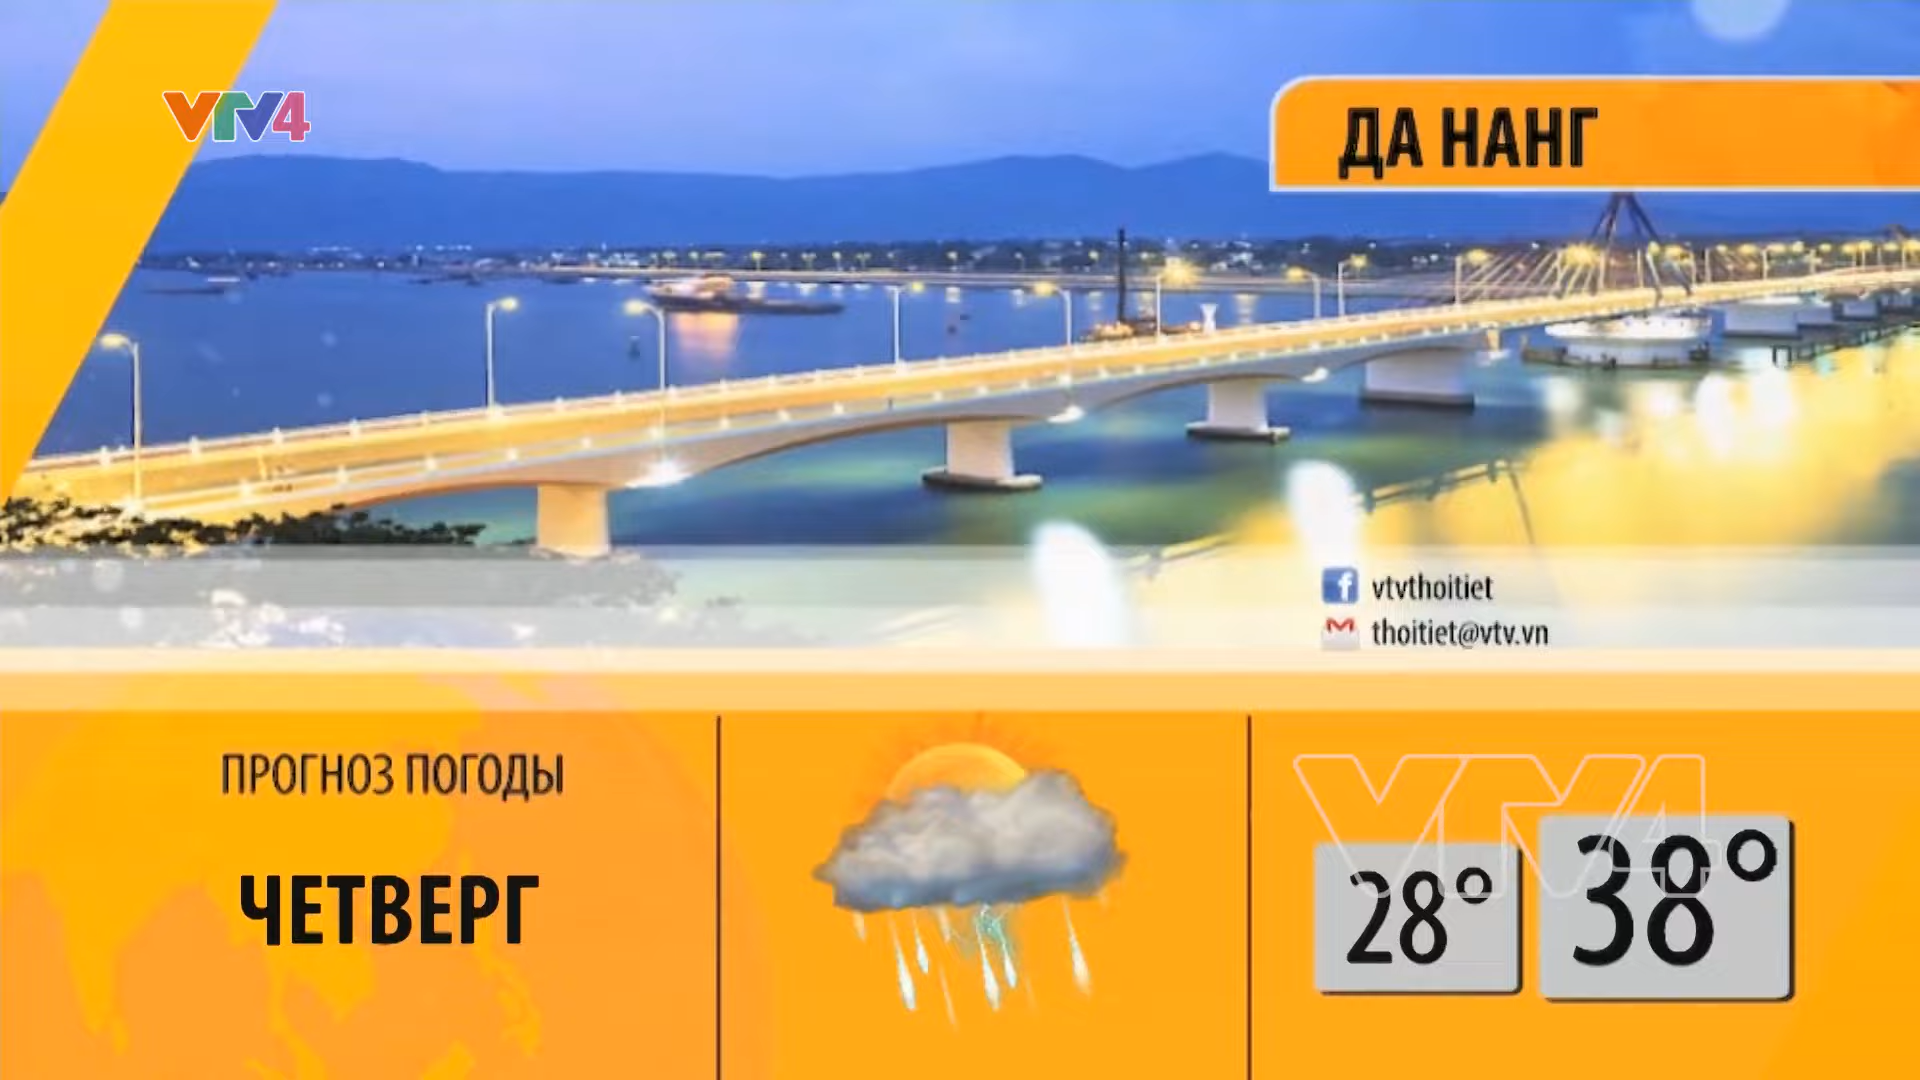 VTV4
ДА НАНГ
vtvthoitiet
thoitiet@vtv.vn
ПРОГНОЗ ПОГОДЫ
ЧЕТВЕРГ
VTV4
28° 38°